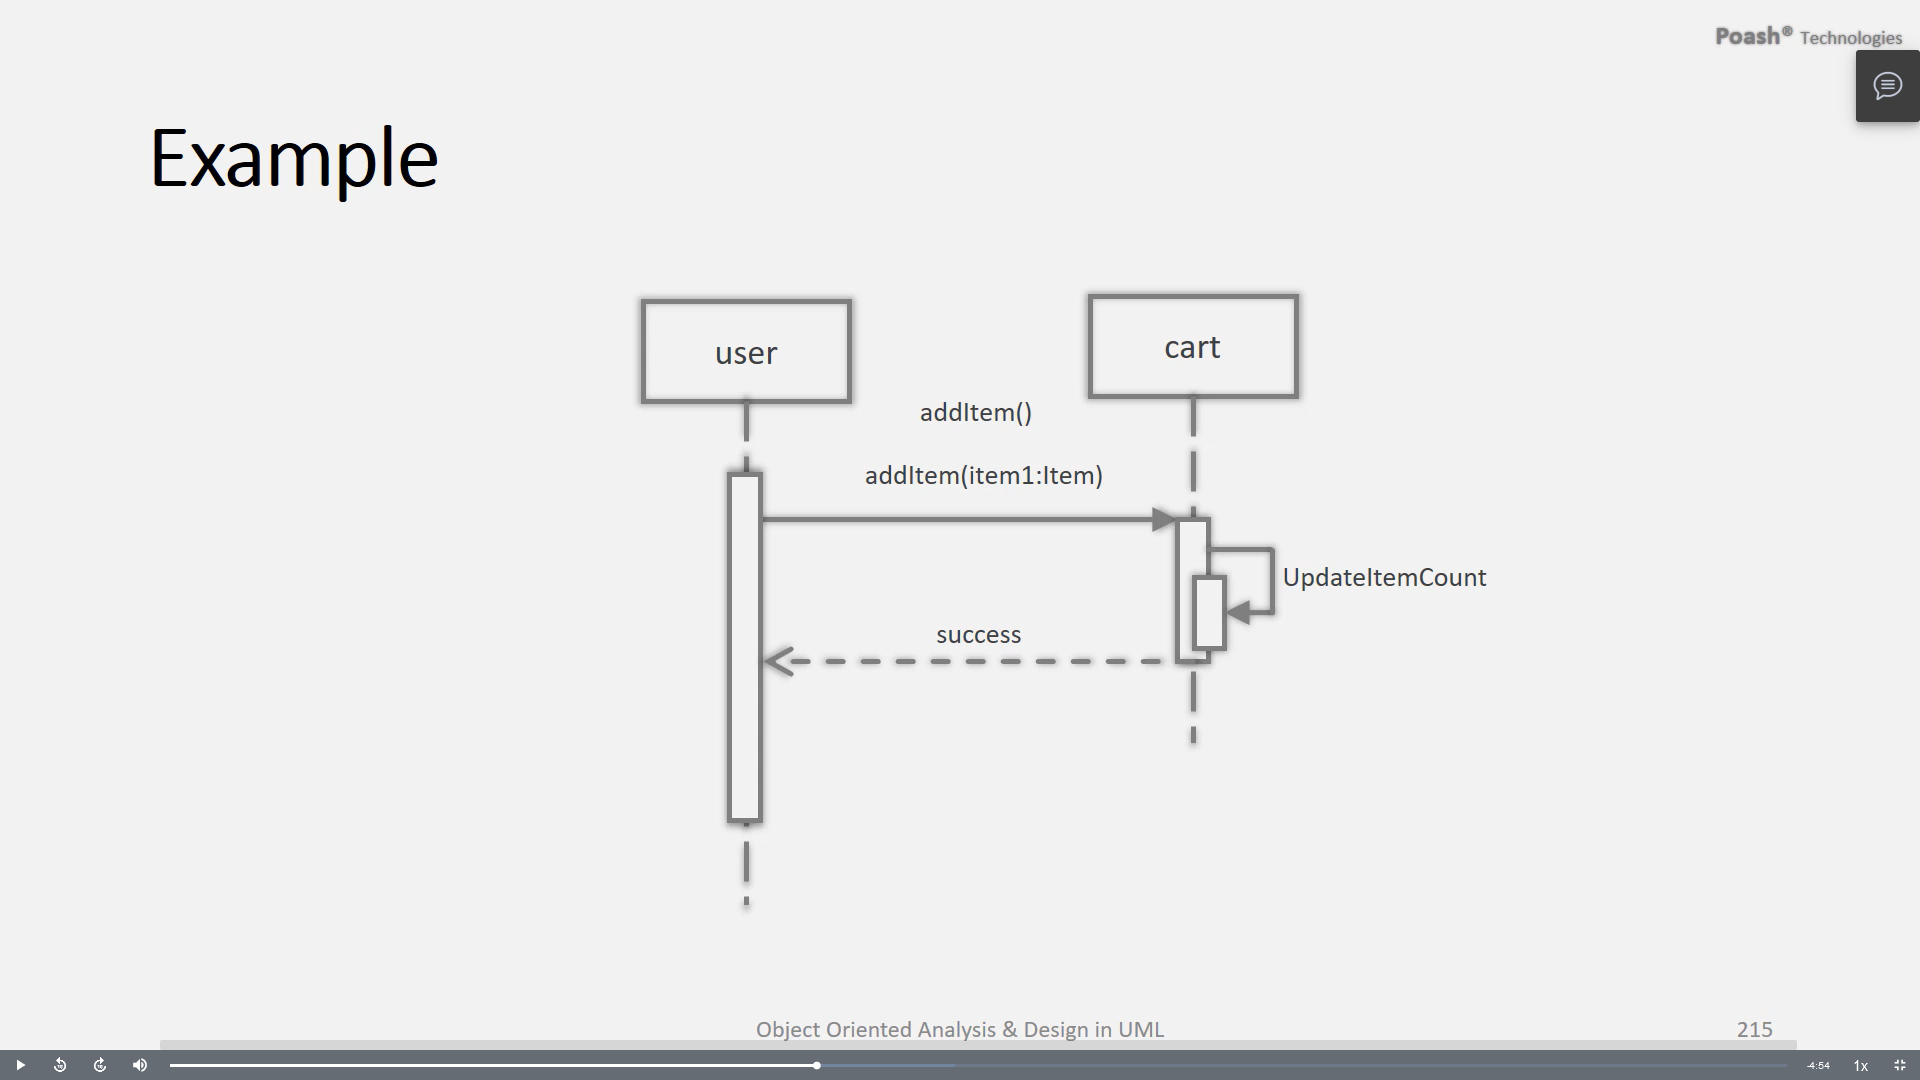 Poash® Technologies
Example
user
cart
addItem()
addItem(item1:Item)
UpdateItemCount
success
Object Oriented Analysis & Design in UML
215
-4:54
1x